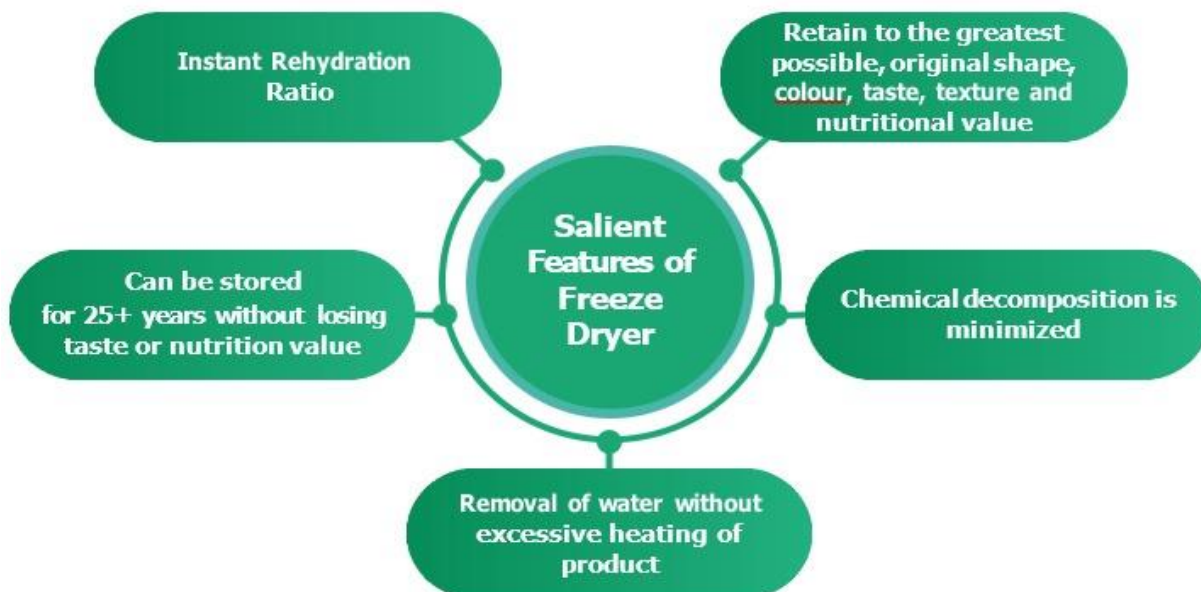 Instant Rehydration
Ratio
Retain to the greatest
possible, original shape,
colour, taste, texture and
nutritional value
Salient
Features of
Freeze
Dryer
Can be stored
for 25+ years without losing
taste or nutrition value
Chemical decomposition is
minimized
Removal of water without
excessive heating of
product